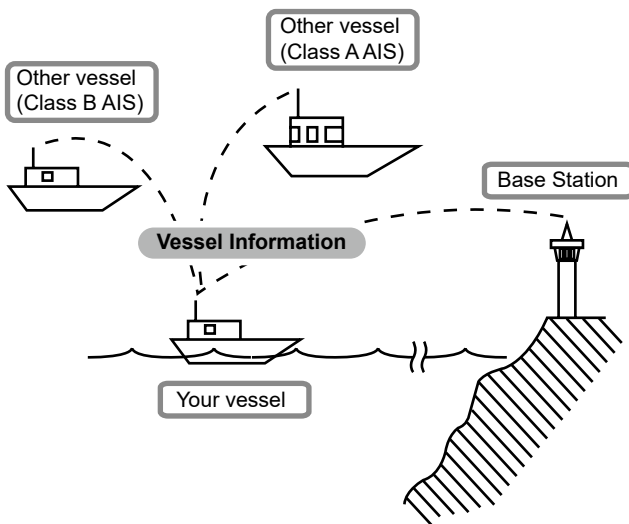 Other vessel
(Class A AIS)
Other vessel
(Class B AIS)
Base Station
Vessel Information
Your vessel